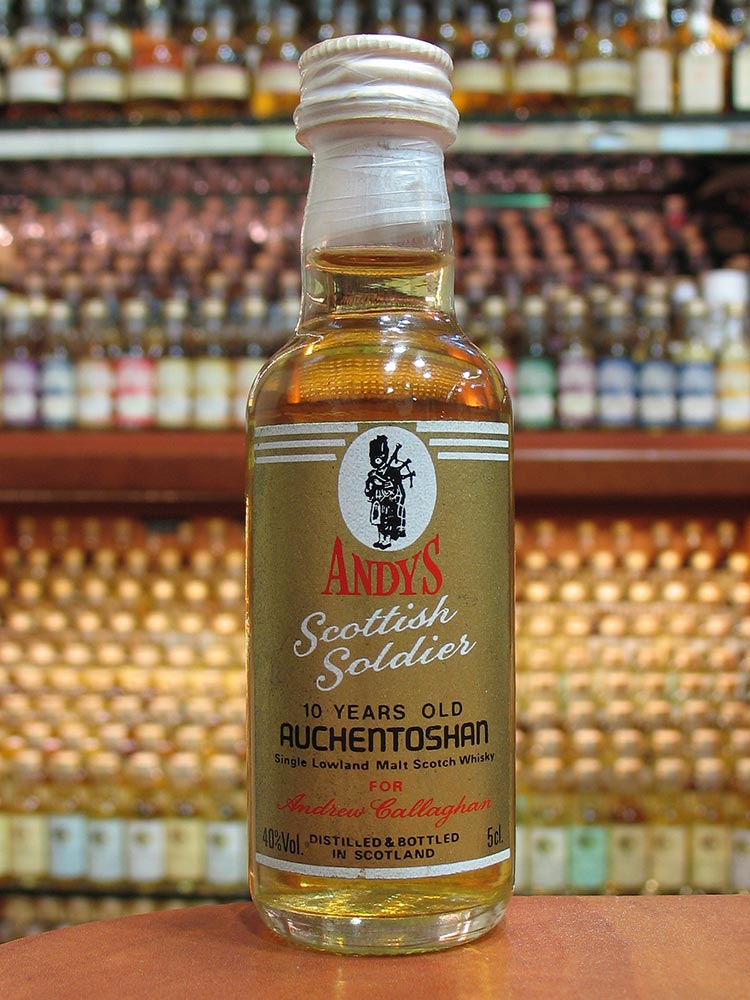 ANDYS
Scottish
Soldier
10 YEARS OLD
AUCHENTOSHAN
Single Lowland Malt Scotch Whisky
FOR
Andrew Callaghan
40%Vol. DISTILLED & BOTTLED 5cl.
IN SCOTLAND